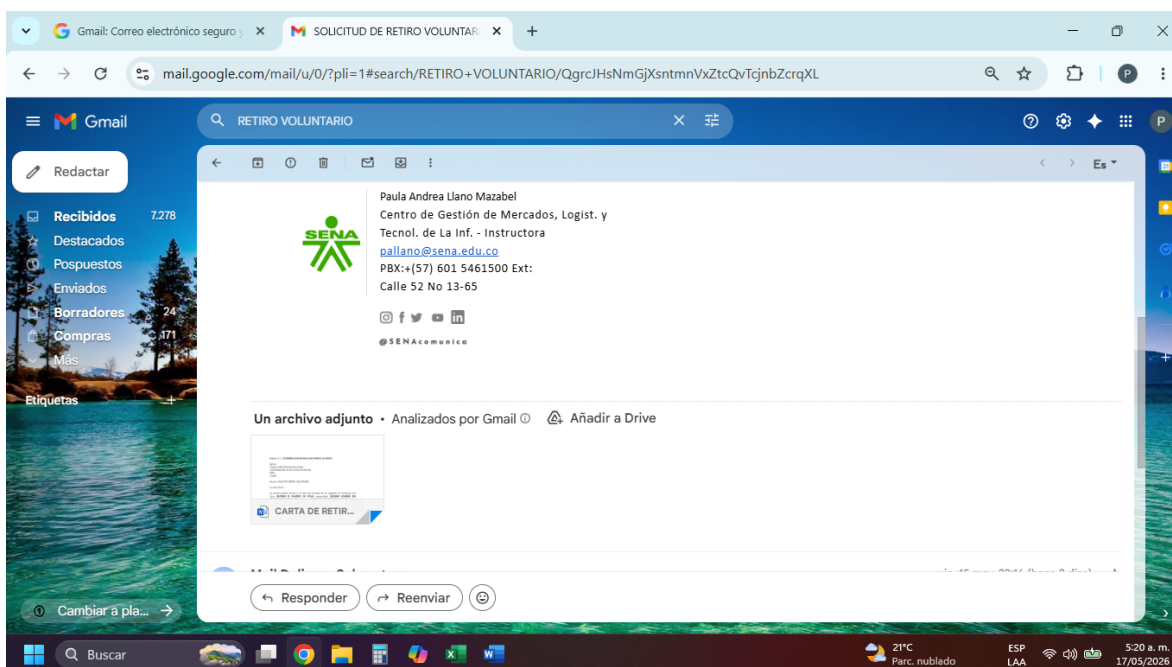 Gmail: Correo electrónico seguro y
SOLICITUD DE RETIRO VOLUNTAR
mail.google.com/mail/u/0/?pli=1#search/RETIRO+VOLUNTARIO/QgrcJHsNmGjXsntmnVxZtcQvTcjnbZcrqXL
P
Gmail
RETIRO VOLUNTARIO
P
Redactar
Es
Recibidos 7.278
Destacados
Pospuestos
Enviados
Borradores 24
Compras 171
Más
Etiquetas
SENA
Paula Andrea Llano Mazabel
Centro de Gestión de Mercados, Logist. y
Tecnol. de La Inf. - Instructora
pallano@sena.edu.co
PBX:+(57) 601 5461500 Ext:
Calle 52 No 13-65
@SENAcomunica
Un archivo adjunto • Analizados por Gmail Añadir a Drive
CARTA DE RETIR...
Responder
Reenviar
Cambiar a pla...
Buscar
21°C
Parc. nublado
ESP
LAA
5:20 a. m.